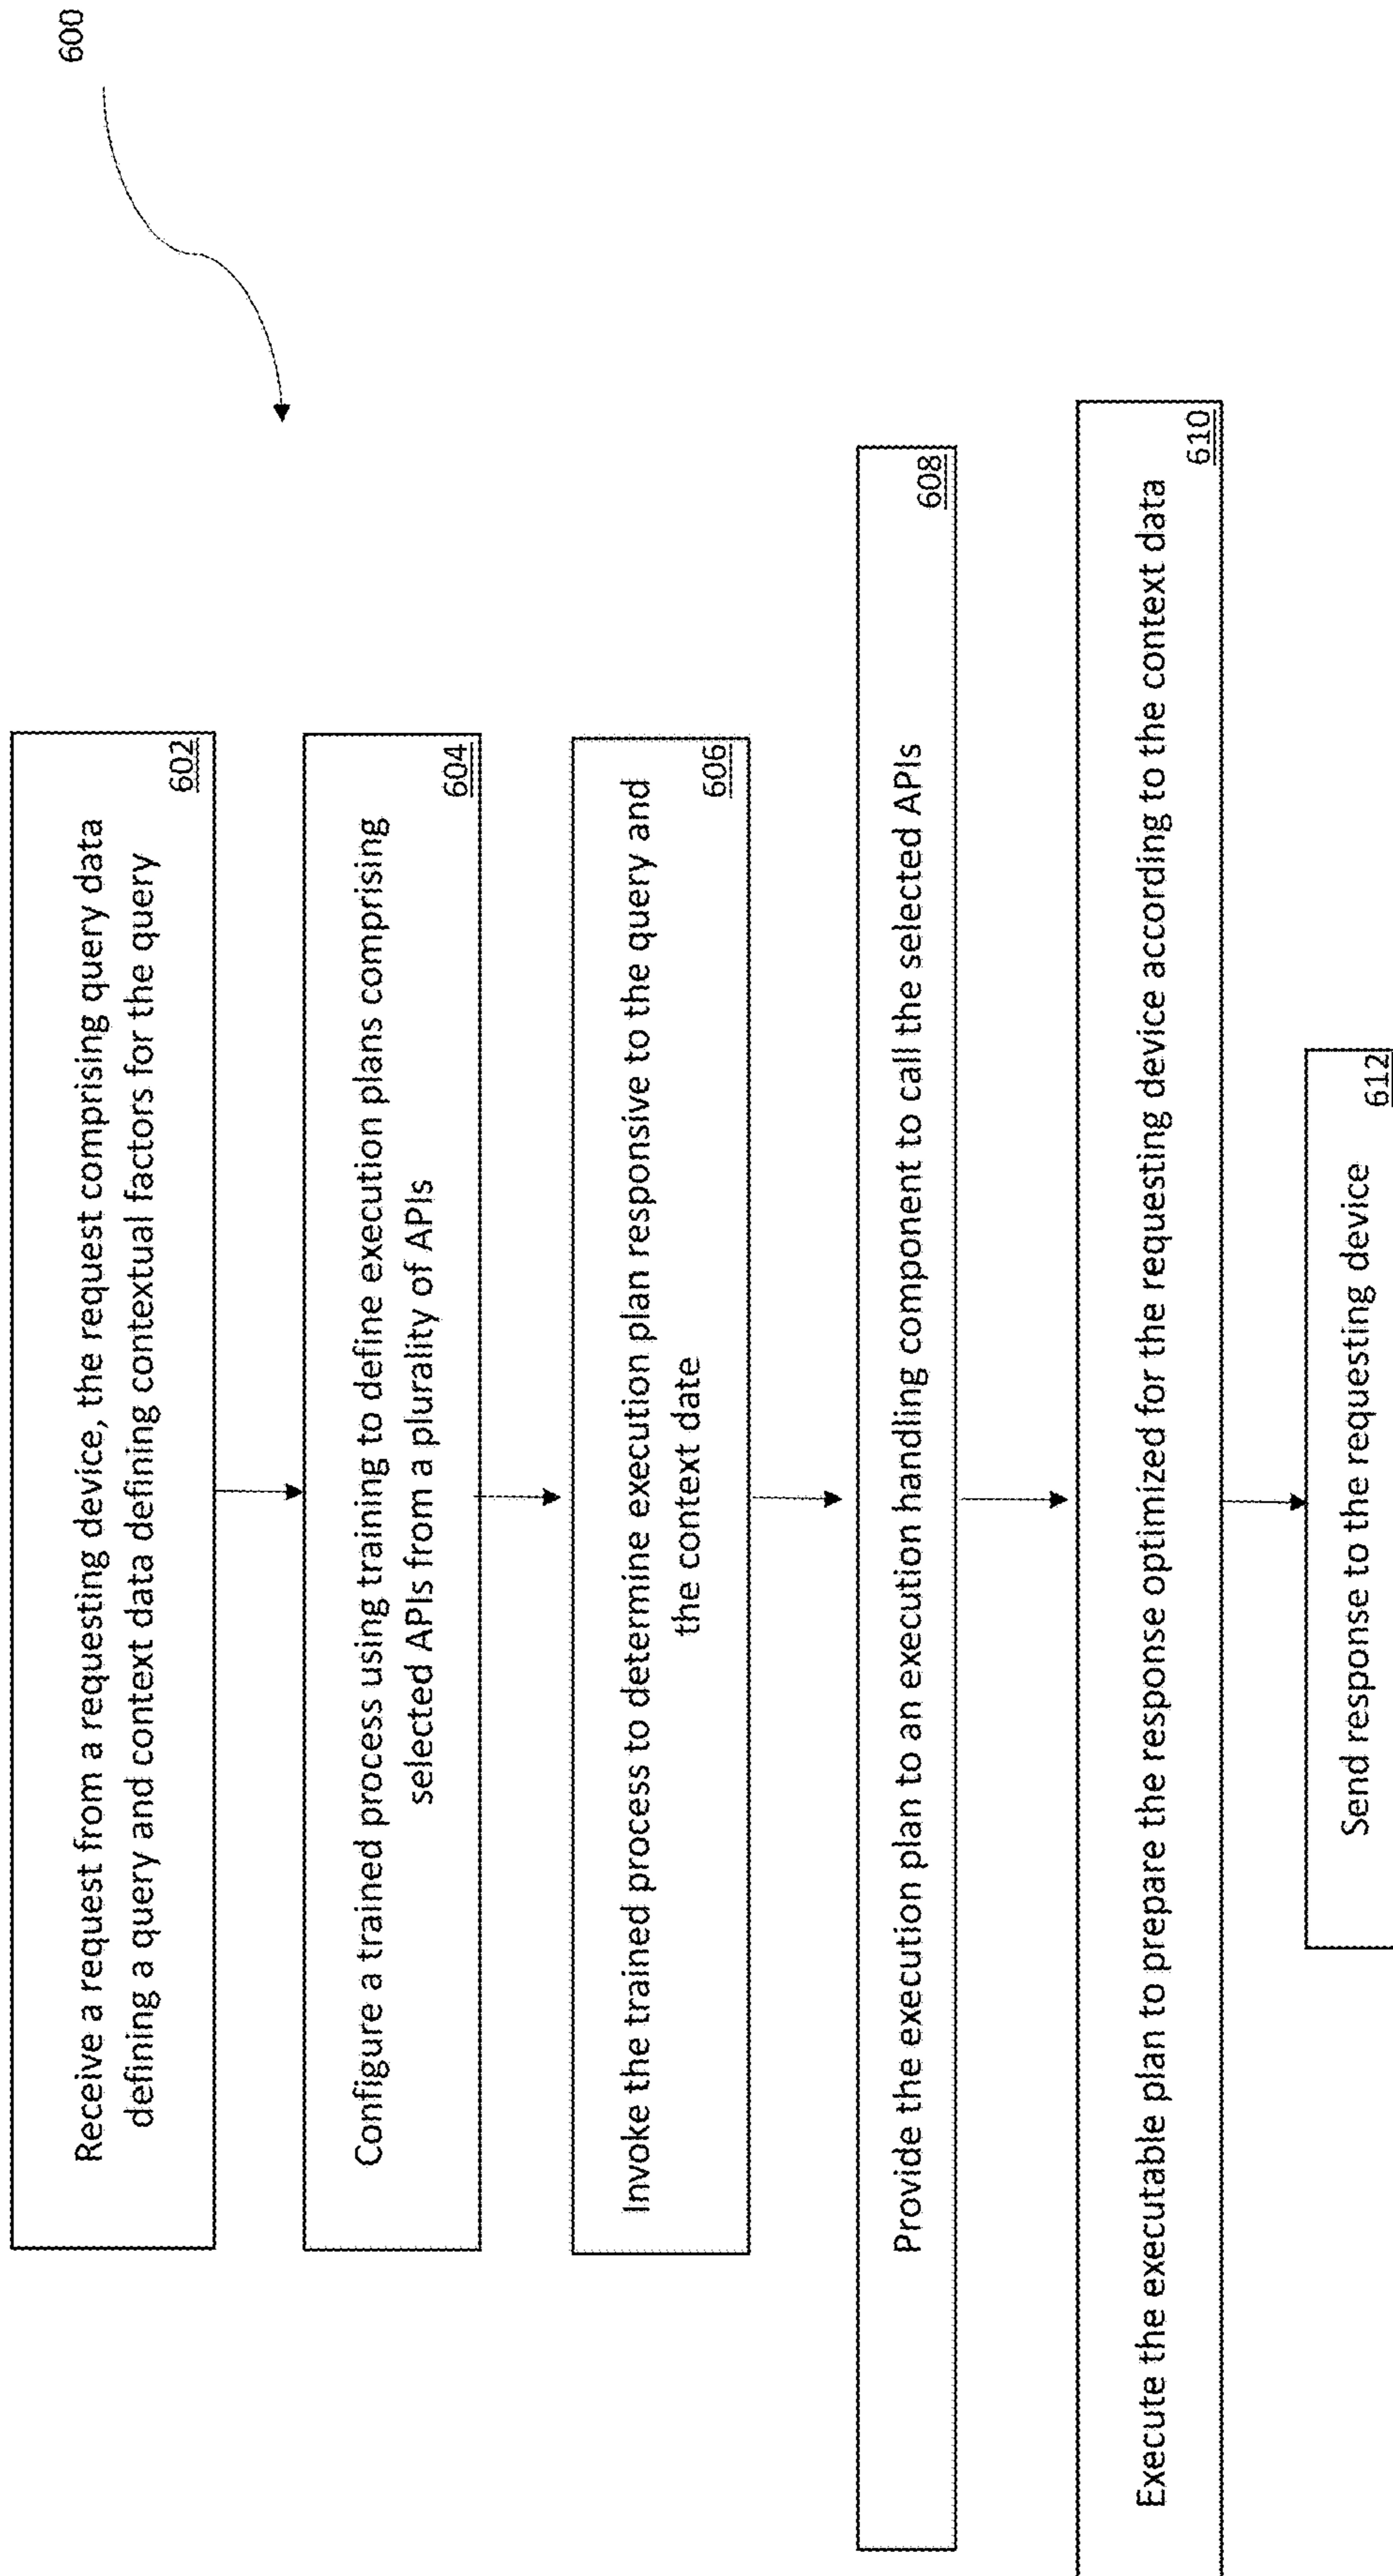 600
Receive a request from a requesting device, the request comprising query data
defining a query and context data defining contextual factors for the query
602
Configure a trained process using training to define execution plans comprising
selected APIs from a plurality of APIs
604
Invoke the trained process to determine execution plan responsive to the query and
the context date
606
Provide the execution plan to an execution handling component to call the selected APIs
608
Execute the executable plan to prepare the response optimized for the requesting device according to the context data
610
Send response to the requesting device
612